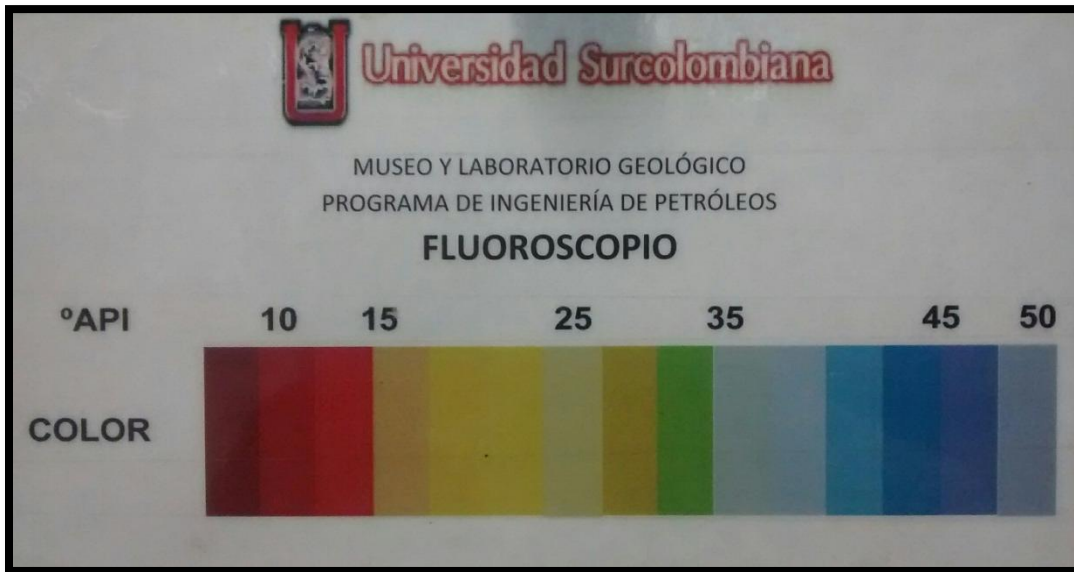 Universidad Surcolombiana
MUSEO Y LABORATORIO GEOLÓGICO
PROGRAMA DE INGENIERÍA DE PETRÓLEOS
FLUOROSCOPIO
ºAPI 10 15 25 35 45 50
COLOR